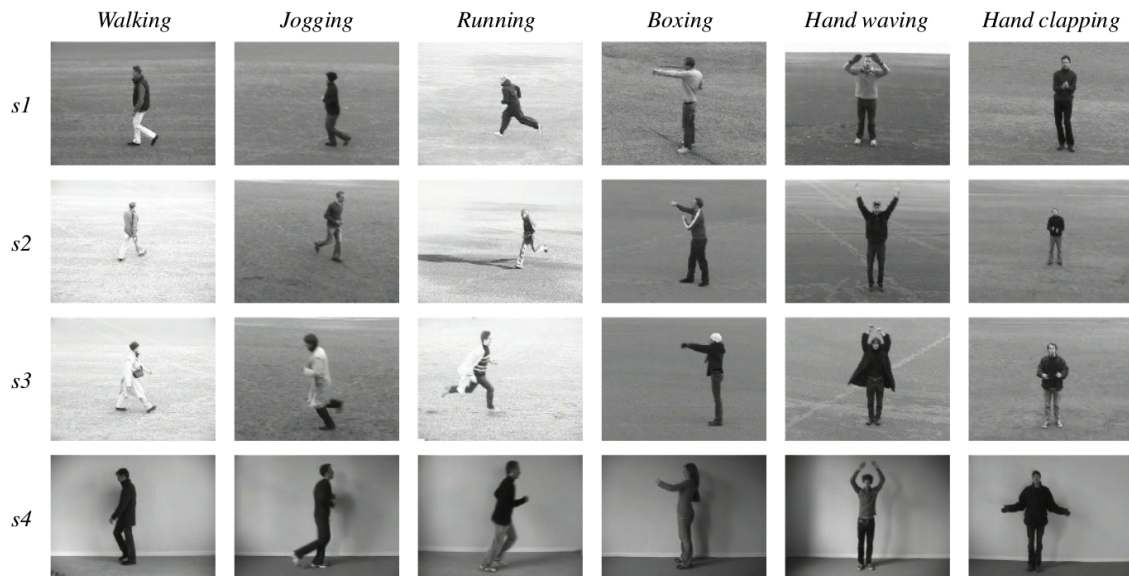 Walking Jogging Running Boxing Hand waving Hand clapping
s1
s2
s3
s4